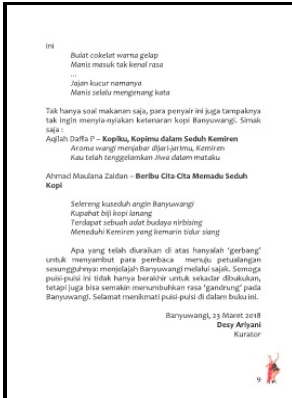 ini
Bulat cokelat warna gelap
Manis masuk tak kenal rasa
...
Jajan kucur namanya
Manis selalu mengenang kata
Tak hanya soal makanan saja, para penyair ini juga tampaknya
tak ingin menyia-nyiakan ketenaran kopi Banyuwangi. Simak
saja :
Aqilah Daffa P – Kopiku, Kopimu dalam Seduh Kemiren
Aroma wangi menjabar dijari-jarimu, Kemiren
Kau telah tenggelamkan Jiwa dalam mataku
Ahmad Maulana Zaidan – Beribu Cita-Cita Memadu Seduh
Kopi
Selereng kuseduh angin Banyuwangi
Kupahat biji kopi lanang
Terdapat sebuah adat budaya nirbising
Meneduhi Kemiren yang kemarin tidur siang
Apa yang telah diuraikan di atas hanyalah 'gerbang'
untuk menyambut para pembaca menuju petualangan
sesungguhnya: menjelajah Banyuwangi melalui sajak. Semoga
puisi-puisi ini tidak hanya berakhir untuk sekadar dibukukan,
tetapi juga bisa semakin menumbuhkan rasa 'gandrung' pada
Banyuwangi. Selamat menikmati puisi-puisi di dalam buku ini.
Banyuwangi, 23 Maret 2018
Desy Ariyani
Kurator
9